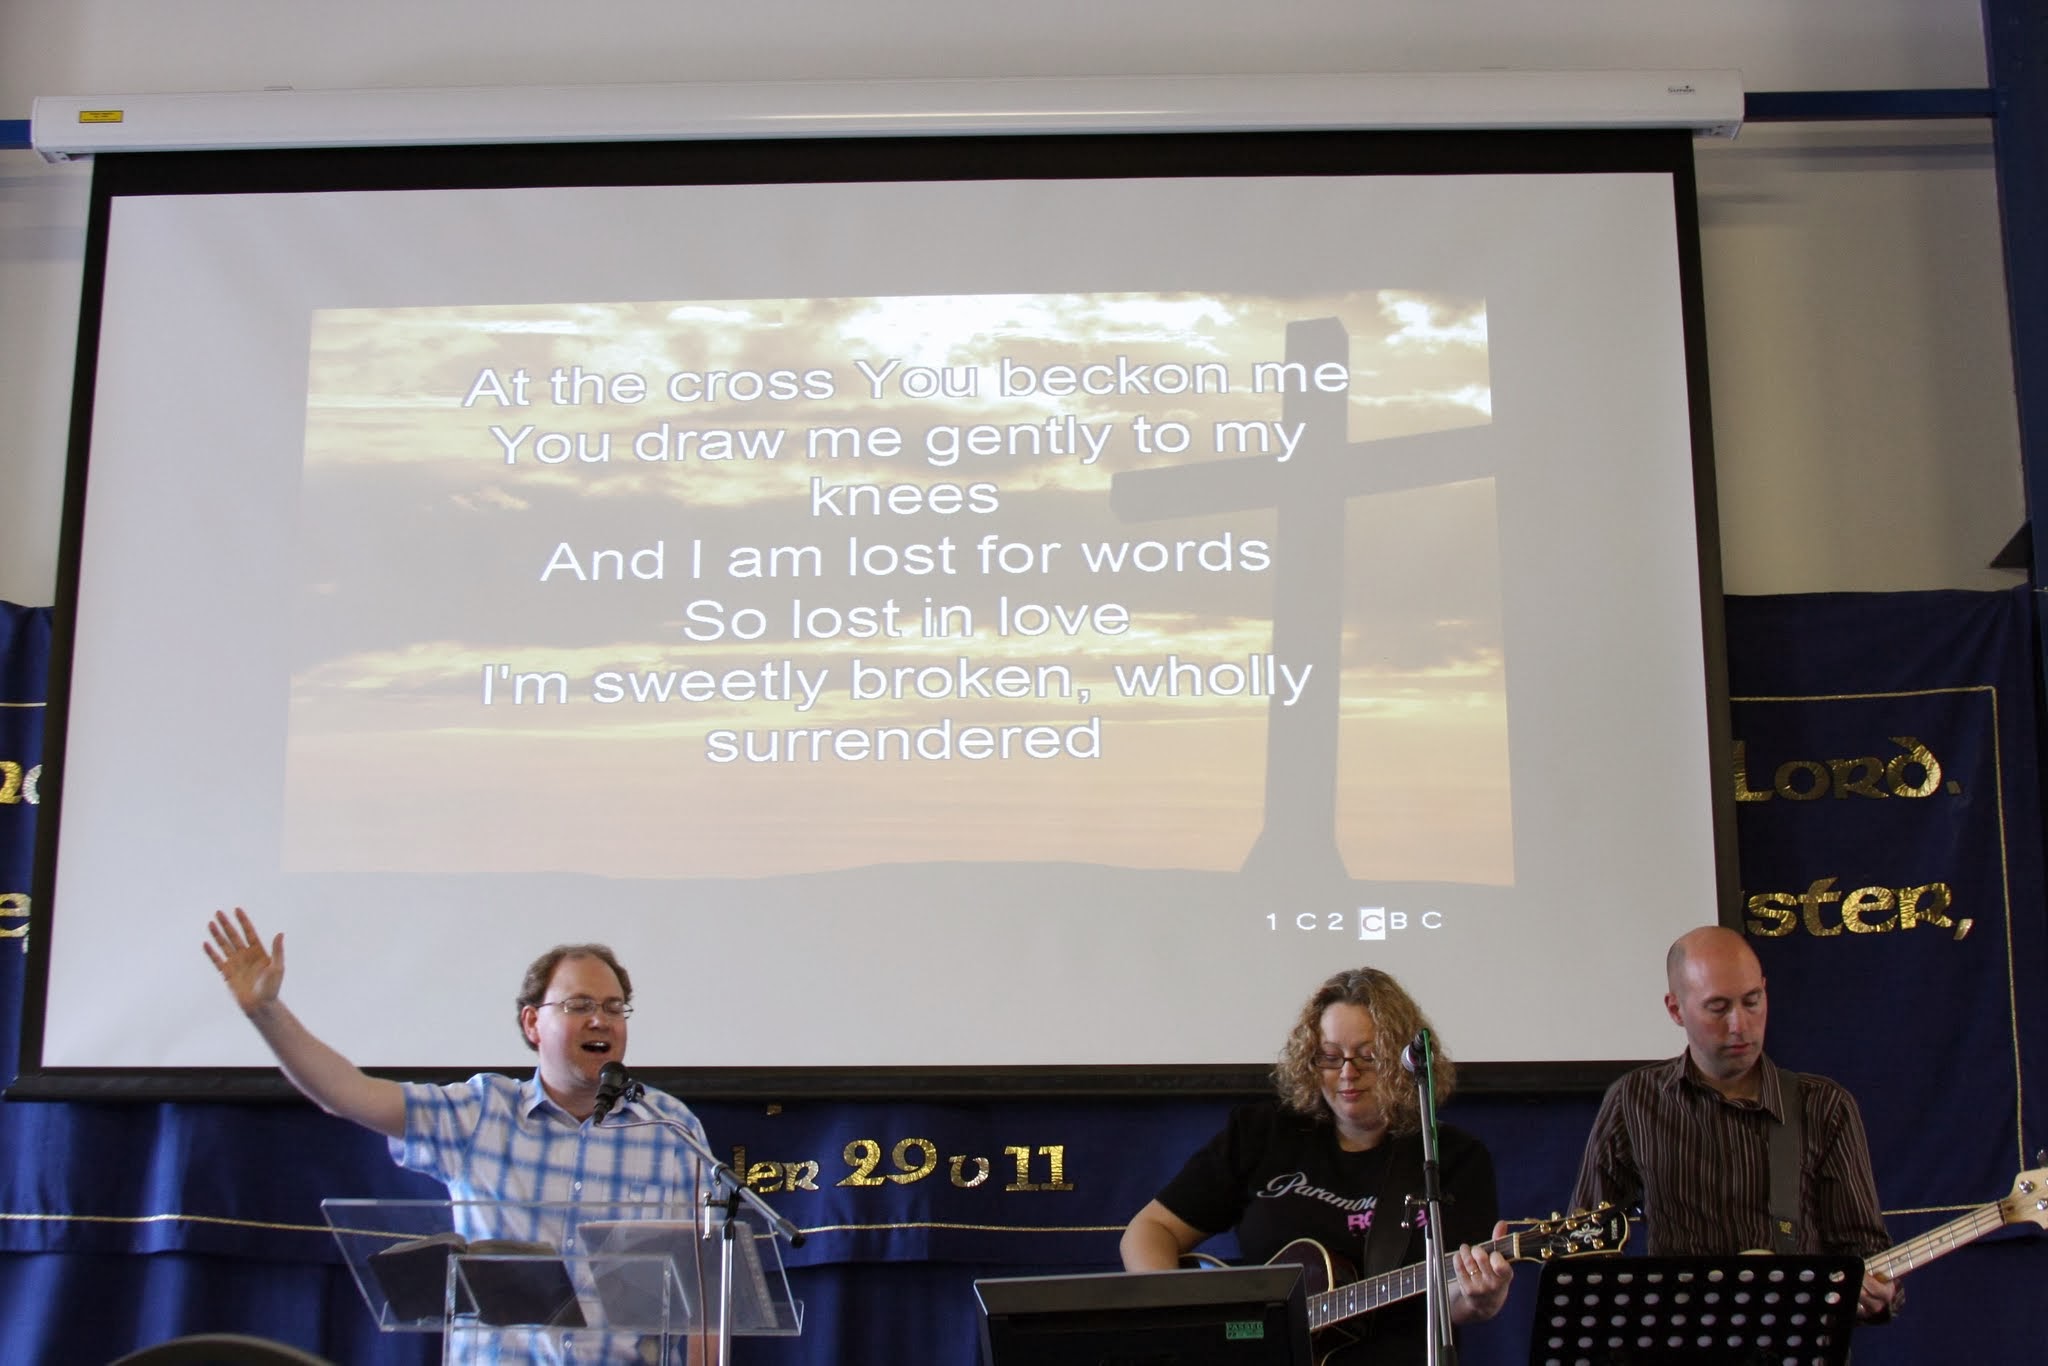 At the cross You beckon me
You draw me gently to my
knees
And I am lost for words
So lost in love
I'm sweetly broken, wholly
surrendered
1 C 2 C B C
Lord.
29 v 11
PASSED